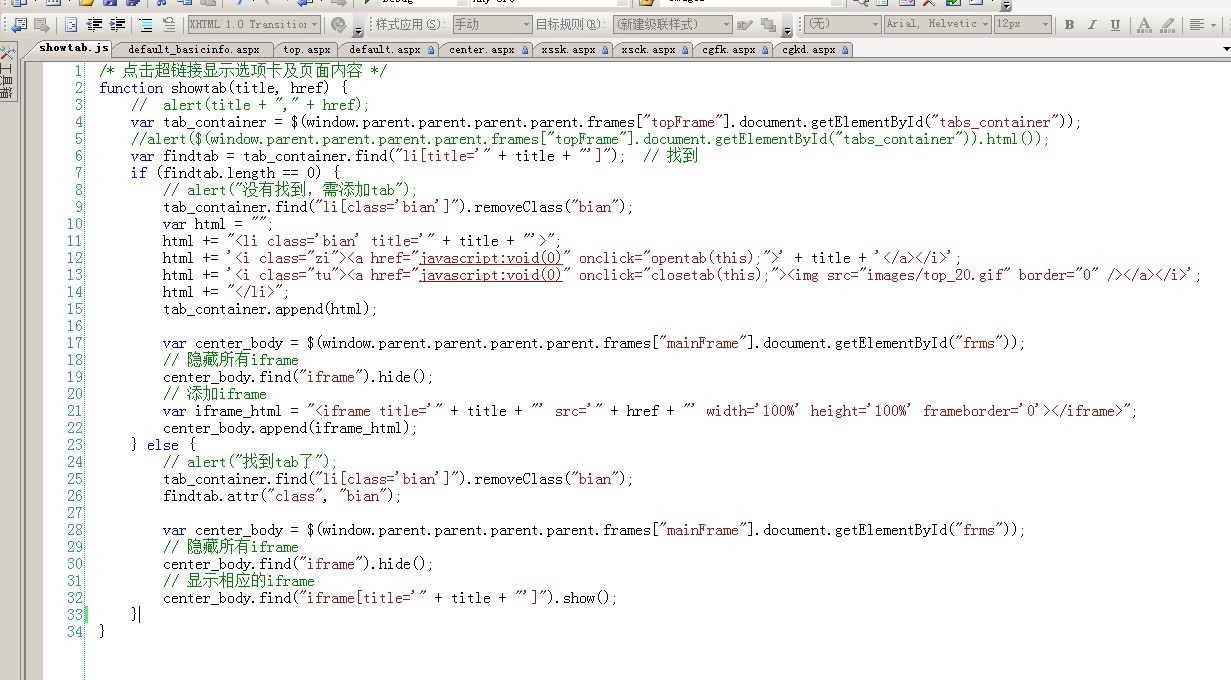 XHTML 1.0 Transition
样式应用(S):
手动
目标规则(R):
(新建级联样式)
(无)
Arial, Helvetic
12px
B I U A
showtab.js default_basicinfo.aspx top.aspx default.aspx center.aspx xssk.aspx xsck.aspx cgfk.aspx cgkd.aspx
工具箱
1 /* 点击超链接显示选项卡及页面内容 */
2 function showtab(title, href) {
3 //  alert(title + "," + href);
4 var tab_container = $(window.parent.parent.parent.parent.frames["topFrame"].document.getElementById("tabs_container"));
5 //alert($(window.parent.parent.parent.parent.frames["topFrame"].document.getElementById("tabs_container")).html());
6 var findtab = tab_container.find("li[title='" + title + "']");  // 找到
7 if (findtab.length == 0) {
8 // alert("没有找到，需添加tab");
9 tab_container.find("li[class='bian']").removeClass("bian");
10 var html = "";
11 html += "<li class='bian' title='" + title + "'>";
12 html += '<i class="zi"><a href="javascript:void(0)" onclick="opentab(this);">' + title + '</a></i>';
13 html += '<i class="tu"><a href="javascript:void(0)" onclick="closetab(this);"><img src="images/top_20.gif" border="0" /></a></i>';
14 html += "</li>";
15 tab_container.append(html);
16
17 var center_body = $(window.parent.parent.parent.parent.frames["mainFrame"].document.getElementById("frms"));
18 // 隐藏所有iframe
19 center_body.find("iframe").hide();
20 // 添加iframe
21 var iframe_html = "<iframe title='" + title + "' src='" + href + "' width='100%' height='100%' frameborder='0'></iframe>";
22 center_body.append(iframe_html);
23 } else {
24 // alert("找到tab了");
25 tab_container.find("li[class='bian']").removeClass("bian");
26 findtab.attr("class", "bian");
27
28 var center_body = $(window.parent.parent.parent.parent.frames["mainFrame"].document.getElementById("frms"));
29 // 隐藏所有iframe
30 center_body.find("iframe").hide();
31 // 显示相应的iframe
32 center_body.find("iframe[title='" + title + "']").show();
33 }
34 }